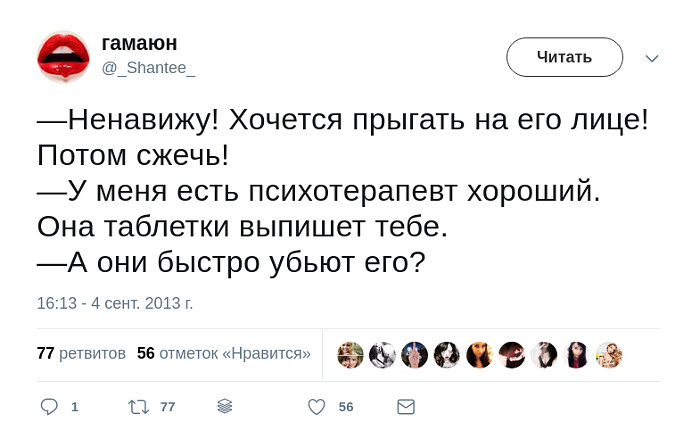 гамаюн
@_Shantee_
Читать
—Ненавижу! Хочется прыгать на его лице!
Потом сжечь!
—У меня есть психотерапевт хороший.
Она таблетки выпишет тебе.
—А они быстро убьют его?
16:13 - 4 сент. 2013 г.
77 ретвитов 56 отметок «Нравится»
1 77 56